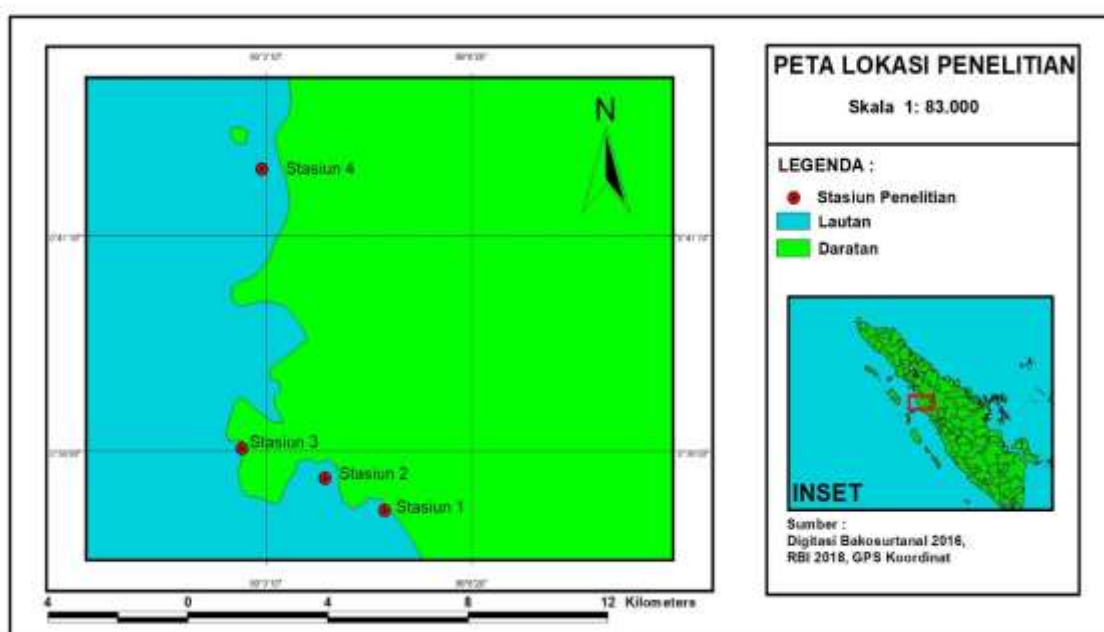 PETA LOKASI PENELITIAN
Skala 1: 83.000
LEGENDA :
Stasiun Penelitian
Lautan
Daratan
INSET
Sumber :
Digitasi Bakosurtanal 2016,
RBI 2018, GPS Koordinat
N
Stasiun 4
Stasiun 3
Stasiun 2
Stasiun 1
4 0 4 8 12 Kilometers